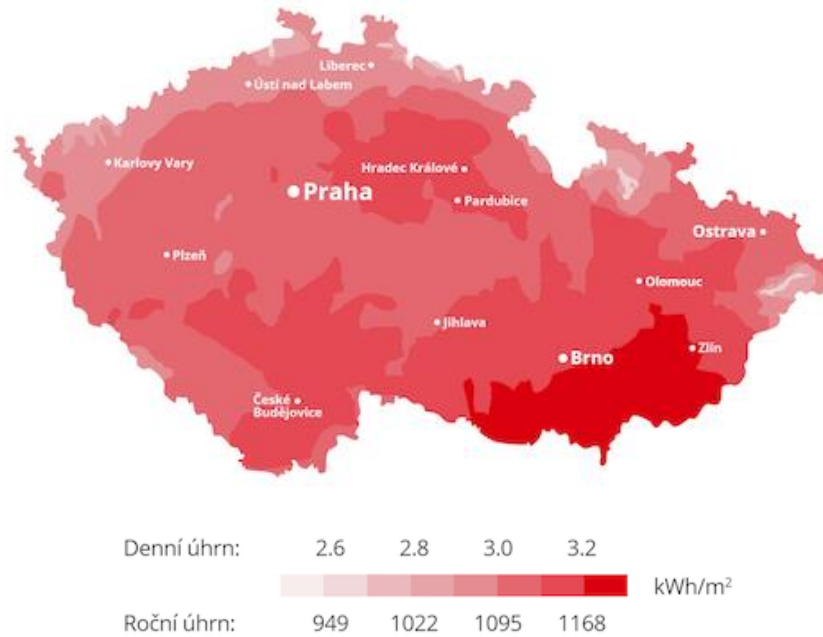 Liberec
Ústí nad Labem
Karlovy Vary
Hradec Králové
Praha
Pardubice
Ostrava
Plzeň
Olomouc
Jihlava
Zlín
Brno
České
Budějovice
Denní úhrn: 2.6 2.8 3.0 3.2
kWh/m²
Roční úhrn: 949 1022 1095 1168